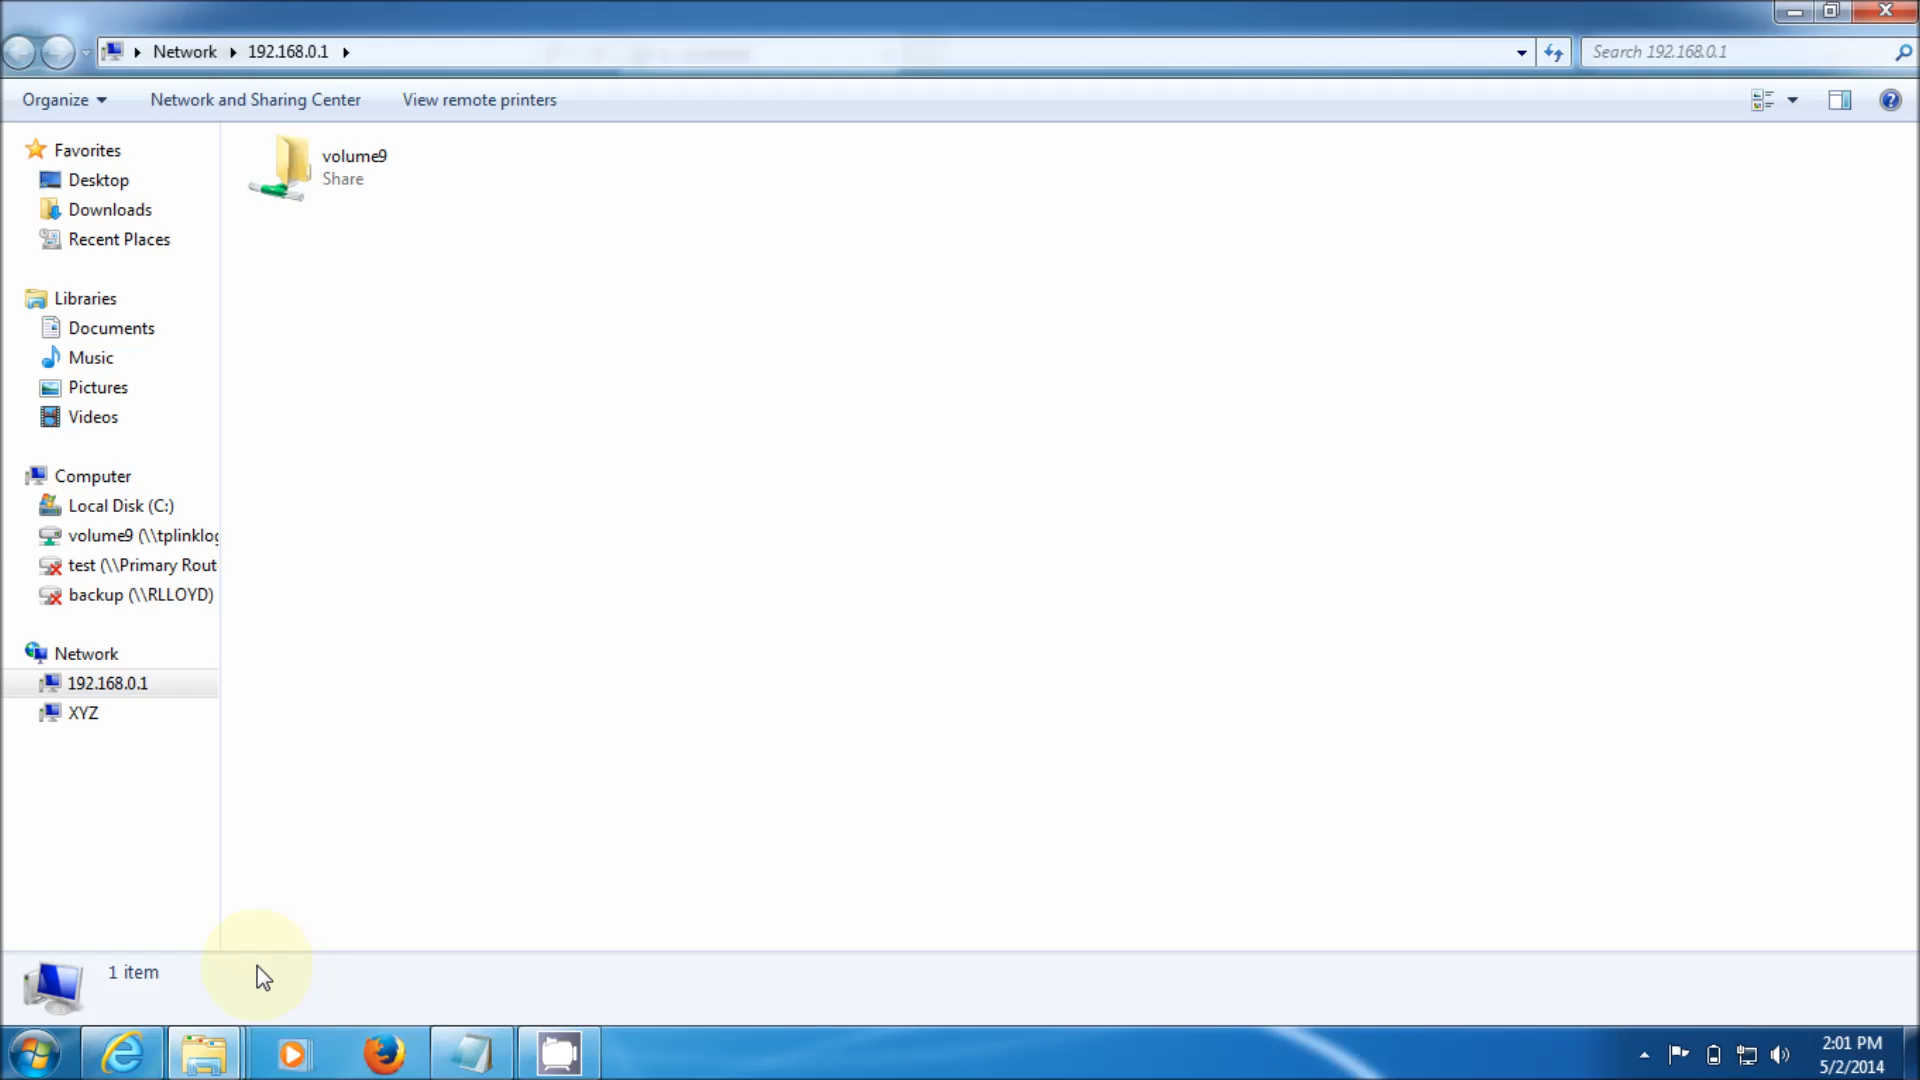 Network 192.168.0.1
Search 192.168.0.1
Organize Network and Sharing Center View remote printers
Favorites
Desktop
Downloads
Recent Places
Libraries
Documents
Music
Pictures
Videos
Computer
Local Disk (C:)
volume9 (\\tplinklog
test (\\Primary Rout
backup (\\RLLOYD)
Network
192.168.0.1
XYZ
volume9
Share
1 item
2:01 PM
5/2/2014